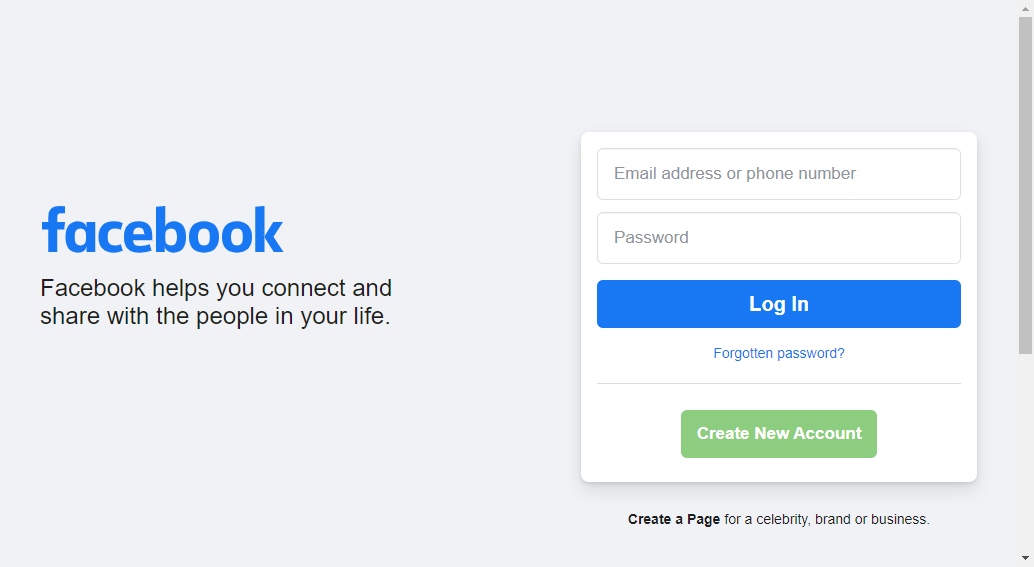 facebook
Facebook helps you connect and
share with the people in your life.
Email address or phone number
Password
Log In
Forgotten password?
Create New Account
Create a Page for a celebrity, brand or business.